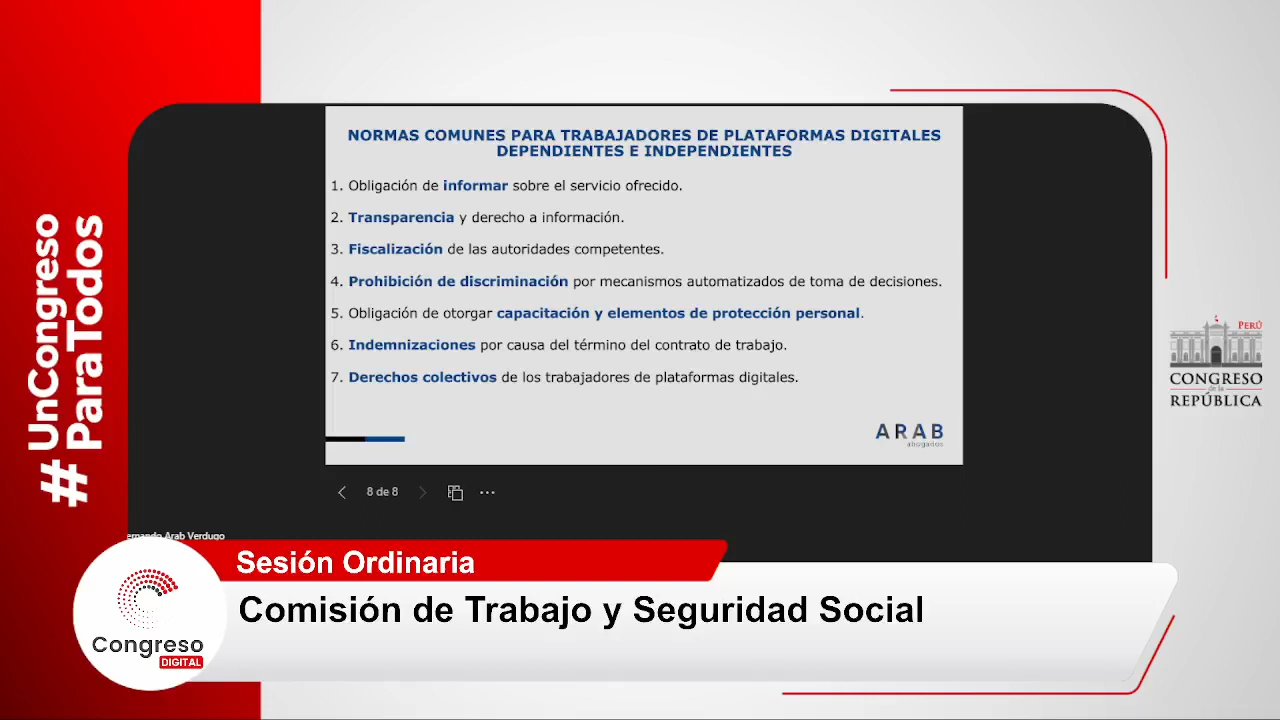 #UnCongreso
ParaTodos
NORMAS COMUNES PARA TRABAJADORES DE PLATAFORMAS DIGITALES
DEPENDIENTES E INDEPENDIENTES
1. Obligación de informar sobre el servicio ofrecido.
2. Transparencia y derecho a información.
3. Fiscalización de las autoridades competentes.
4. Prohibición de discriminación por mecanismos automatizados de toma de decisiones.
5. Obligación de otorgar capacitación y elementos de protección personal.
6. Indemnizaciones por causa del término del contrato de trabajo.
7. Derechos colectivos de los trabajadores de plataformas digitales.
ARAB
abogados
8 de 8
PERÚ
CONGRESO
de la
REPÚBLICA
Arab Verdugo
Sesión Ordinaria
Comisión de Trabajo y Seguridad Social
Congreso
DIGITAL